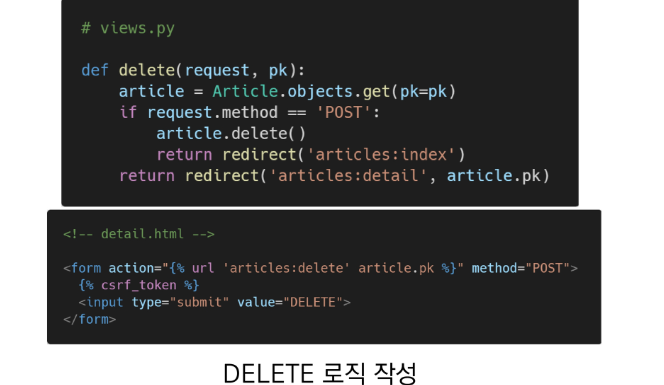 # views.py
def delete(request, pk):
    article = Article.objects.get(pk=pk)
    if request.method == 'POST':
        article.delete()
        return redirect('articles:index')
    return redirect('articles:detail', article.pk)
<!-- detail.html -->
<form action="{% url 'articles:delete' article.pk %}" method="POST">
  {% csrf_token %}
  <input type="submit" value="DELETE">
</form>
DELETE 로직 작성